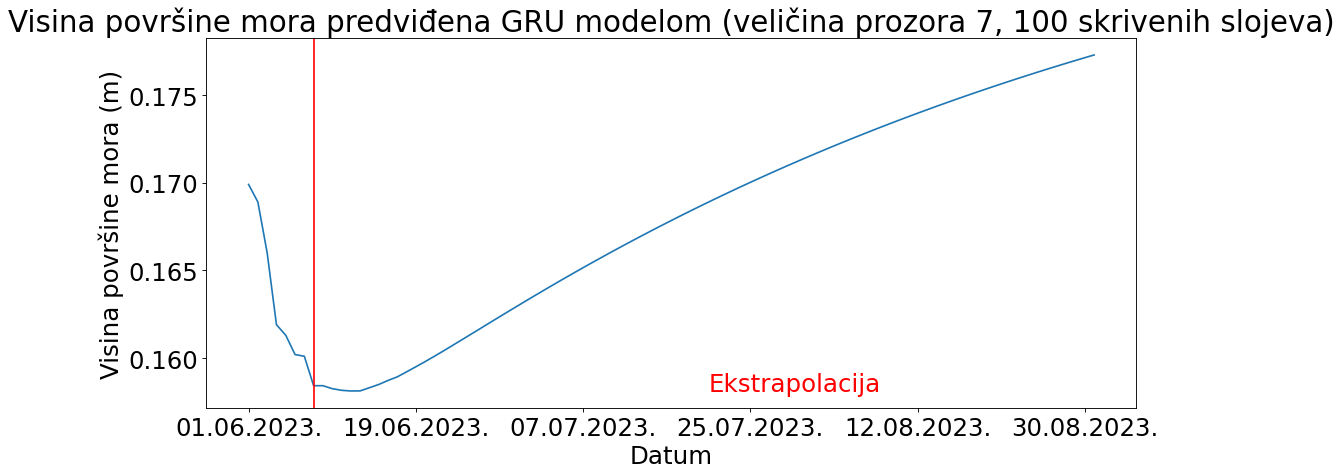 Visina površine mora predviđena GRU modelom (veličina prozora 7, 100 skrivenih slojeva)
Visina površine mora (m)
0.175
0.170
0.165
0.160
Ekstrapolacija
01.06.2023. 19.06.2023. 07.07.2023. 25.07.2023. 12.08.2023. 30.08.2023.
Datum